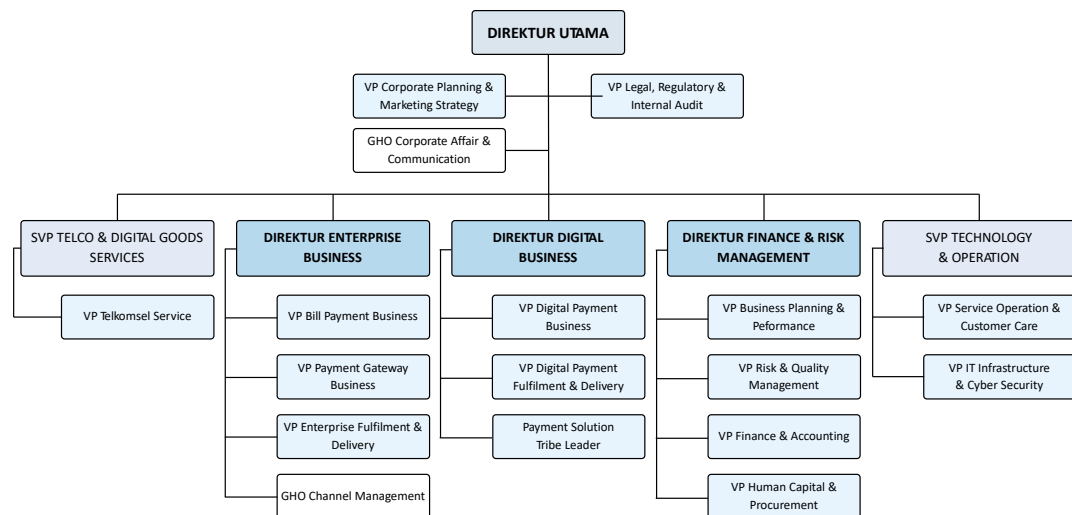 DIREKTUR UTAMA
VP Corporate Planning &
Marketing Strategy
VP Legal, Regulatory &
Internal Audit
GHO Corporate Affair &
Communication
SVP TELCO & DIGITAL GOODS
SERVICES
DIREKTUR ENTERPRISE
BUSINESS
DIREKTUR DIGITAL
BUSINESS
DIREKTUR FINANCE & RISK
MANAGEMENT
SVP TECHNOLOGY
& OPERATION
VP Telkomsel Service
VP Bill Payment Business
VP Payment Gateway
Business
VP Enterprise Fulfilment &
Delivery
GHO Channel Management
VP Digital Payment
Business
VP Digital Payment
Fulfilment & Delivery
Payment Solution
Tribe Leader
VP Business Planning &
Peformance
VP Risk & Quality
Management
VP Finance & Accounting
VP Human Capital &
Procurement
VP Service Operation &
Customer Care
VP IT Infrastructure
& Cyber Security